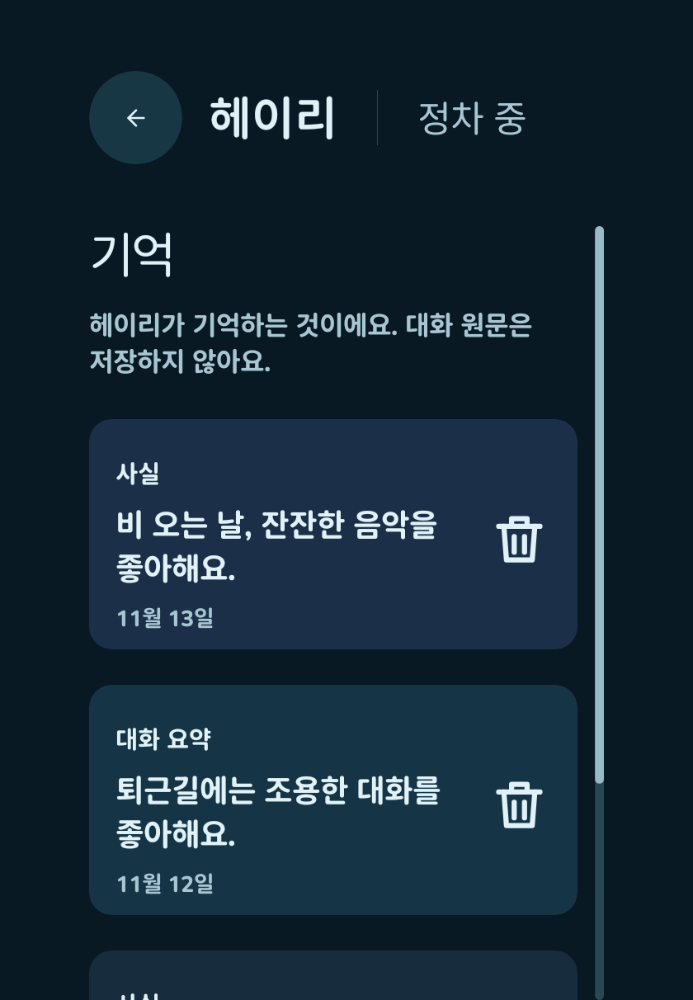 헤이리
정차 중
기억
헤이리가 기억하는 것이에요. 대화 원문은
저장하지 않아요.
사실
비 오는 날, 잔잔한 음악을
좋아해요.
11월 13일
대화 요약
퇴근길에는 조용한 대화를
좋아해요.
11월 12일